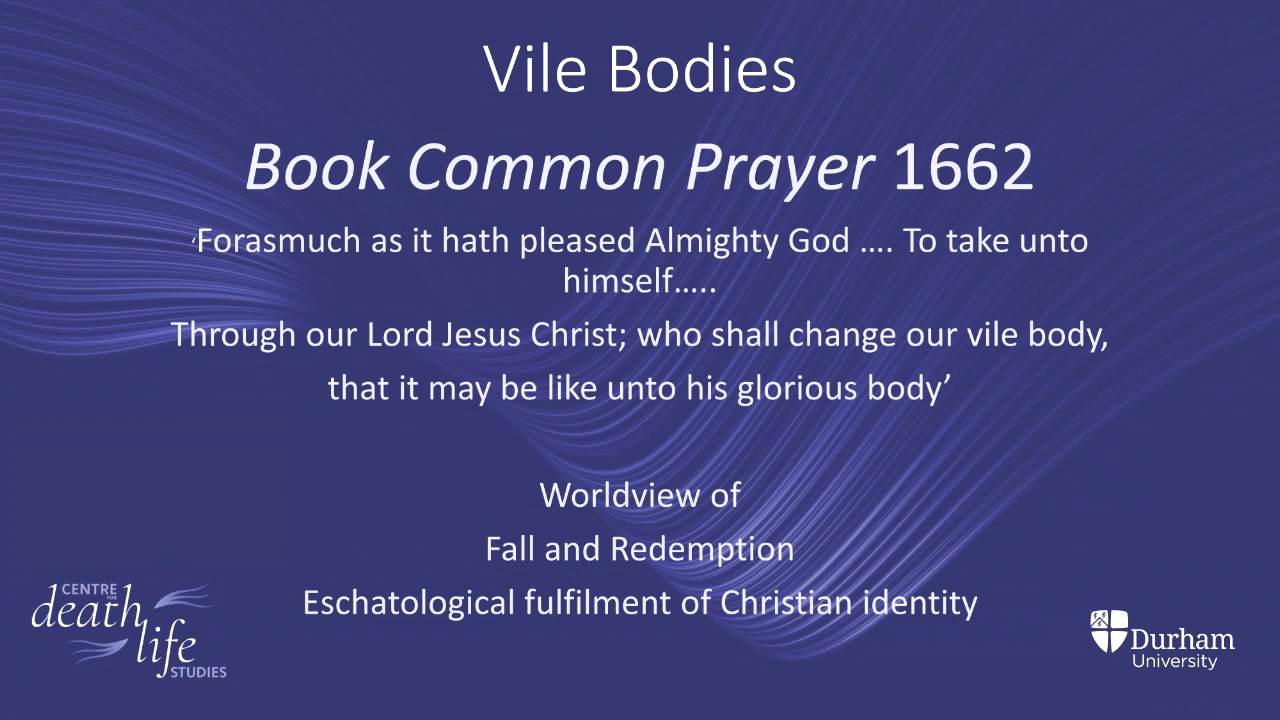 Vile Bodies
Book Common Prayer 1662
‘Forasmuch as it hath pleased Almighty God …. To take unto
himself…..
Through our Lord Jesus Christ; who shall change our vile body,
that it may be like unto his glorious body’
Worldview of
Fall and Redemption
Eschatological fulfilment of Christian identity
CENTRE
FOR
death
life
STUDIES
Durham
University